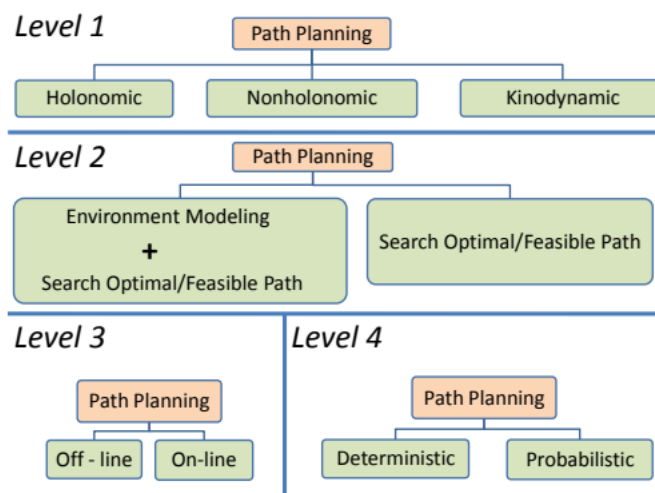 Level 1
Path Planning
Holonomic
Nonholonomic
Kinodynamic
Level 2
Path Planning
Environment Modeling
+
Search Optimal/Feasible Path
Search Optimal/Feasible Path
Level 3
Path Planning
Off - line
On-line
Level 4
Path Planning
Deterministic
Probabilistic